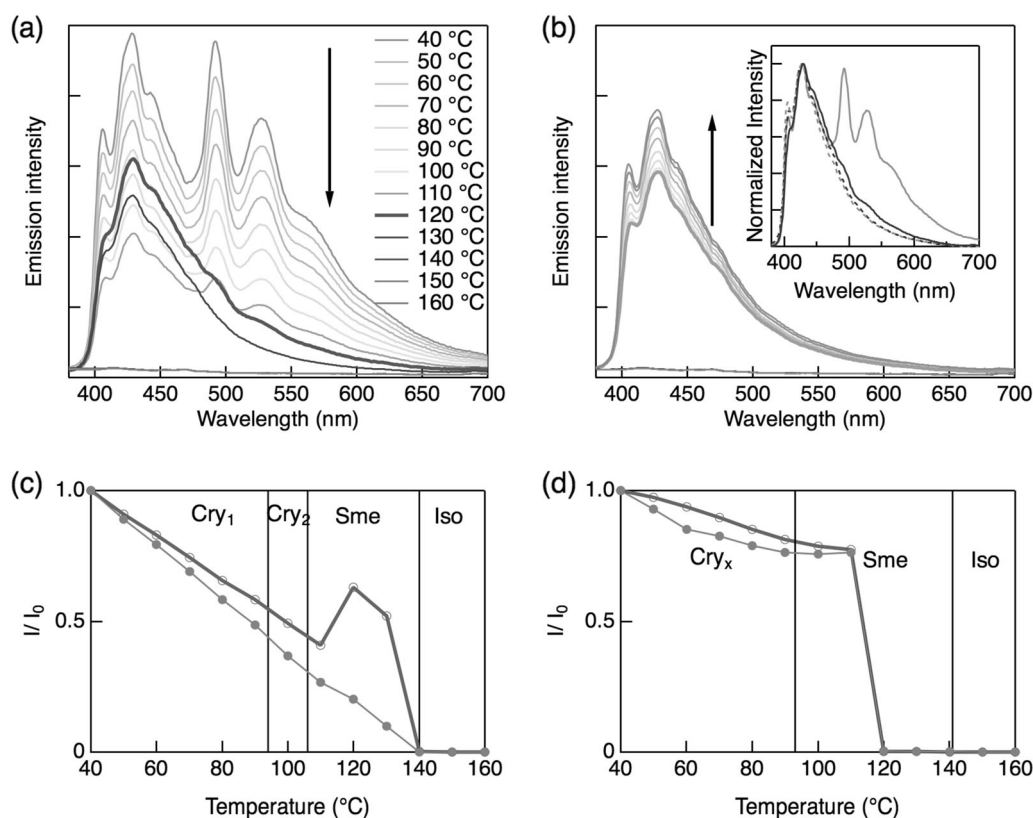 (a)
Emission intensity
40 °C
50 °C
60 °C
70 °C
80 °C
90 °C
100 °C
110 °C
120 °C
130 °C
140 °C
150 °C
160 °C
400 450 500 550 600 650 700
Wavelength (nm)
(b)
Emission intensity
400 450 500 550 600 650 700
Wavelength (nm)
Normalized Intensity
400 500 600 700
Wavelength (nm)
(c)
I/ I0
1.0
0.5
0
Cry1 Cry2 Sme Iso
40 60 80 100 120 140 160
Temperature (°C)
(d)
I/ I0
1.0
0.5
0
Cryx Sme Iso
40 60 80 100 120 140 160
Temperature (°C)